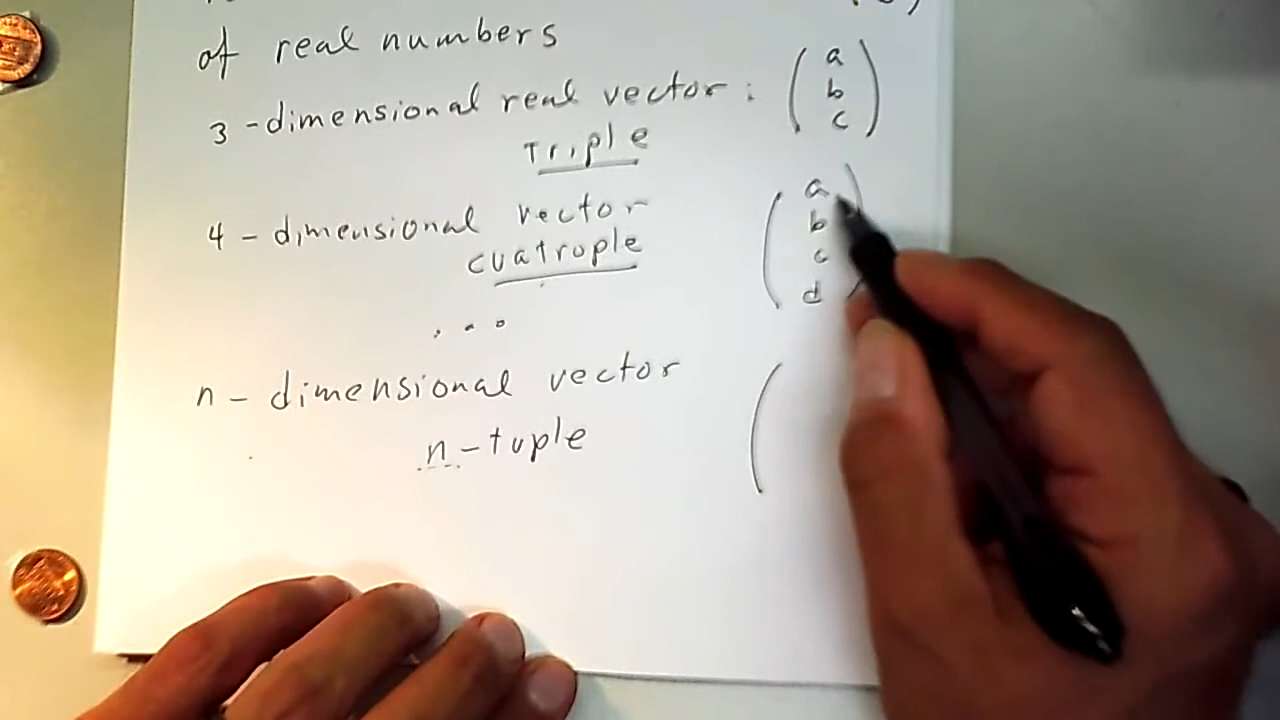 of real numbers
3-dimensional real vector: ( a
b
c )
Triple
4-dimensional vector ( a
b
c
d )
cuatrople
...
n-dimensional vector (
n-tuple